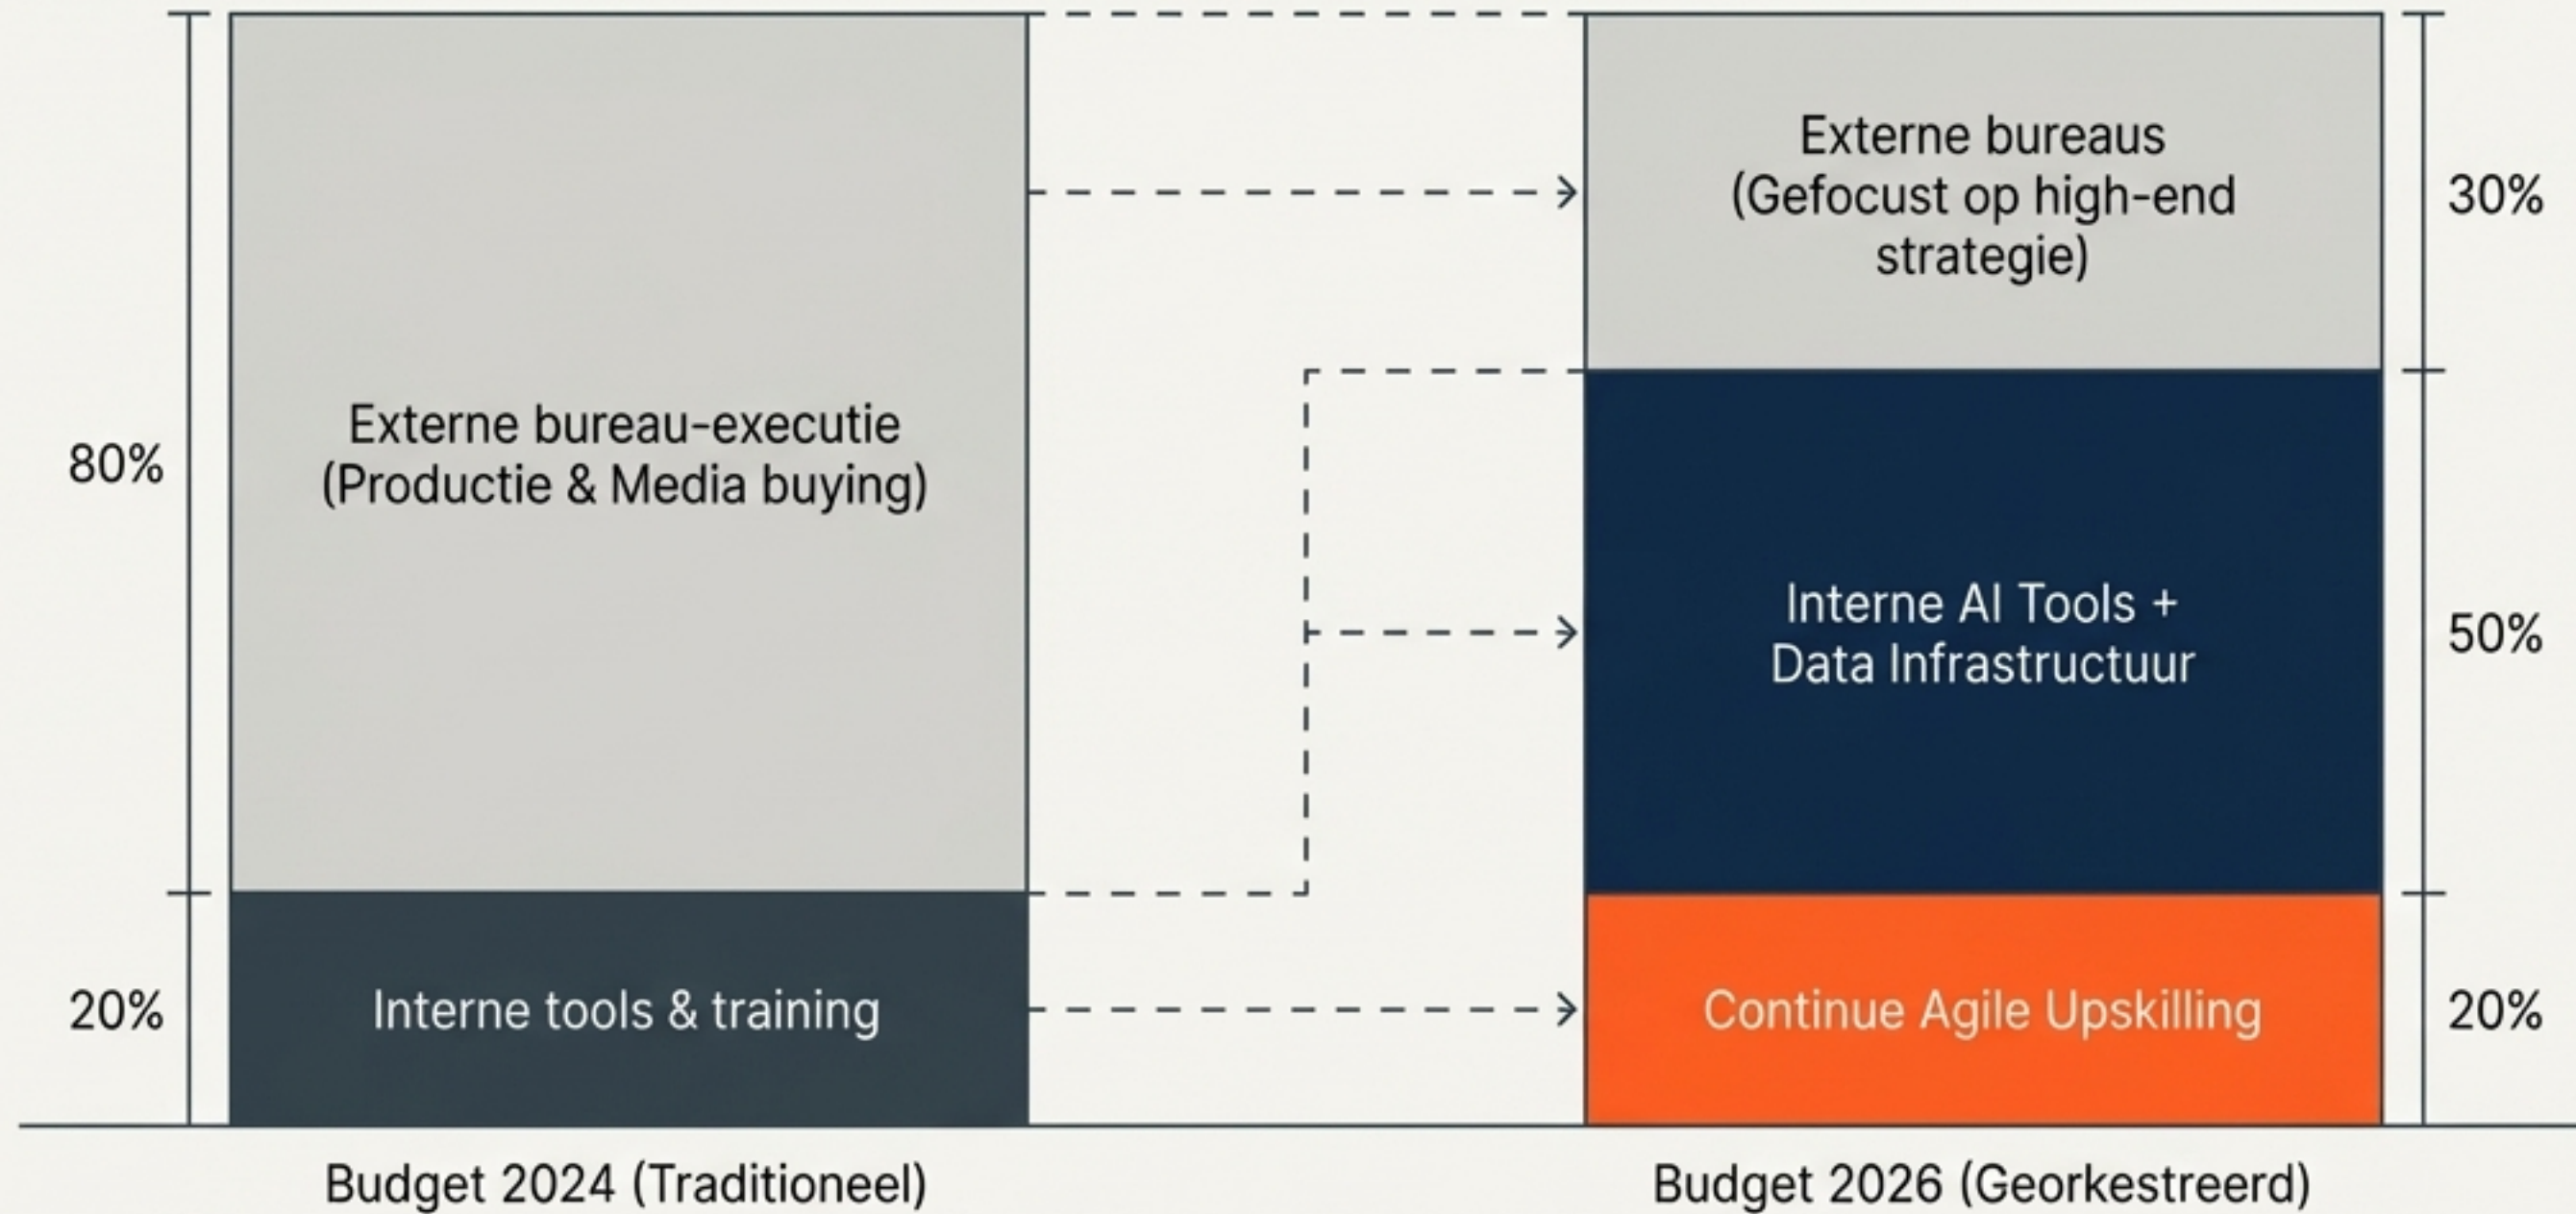 80%
Externe bureau-executie
(Productie & Media buying)
20%
Interne tools & training
Budget 2024 (Traditioneel)
Externe bureaus
(Gefocust op high-end
strategie)
30%
Interne AI Tools +
Data Infrastructuur
50%
Continue Agile Upskilling
20%
Budget 2026 (Georkestreerd)